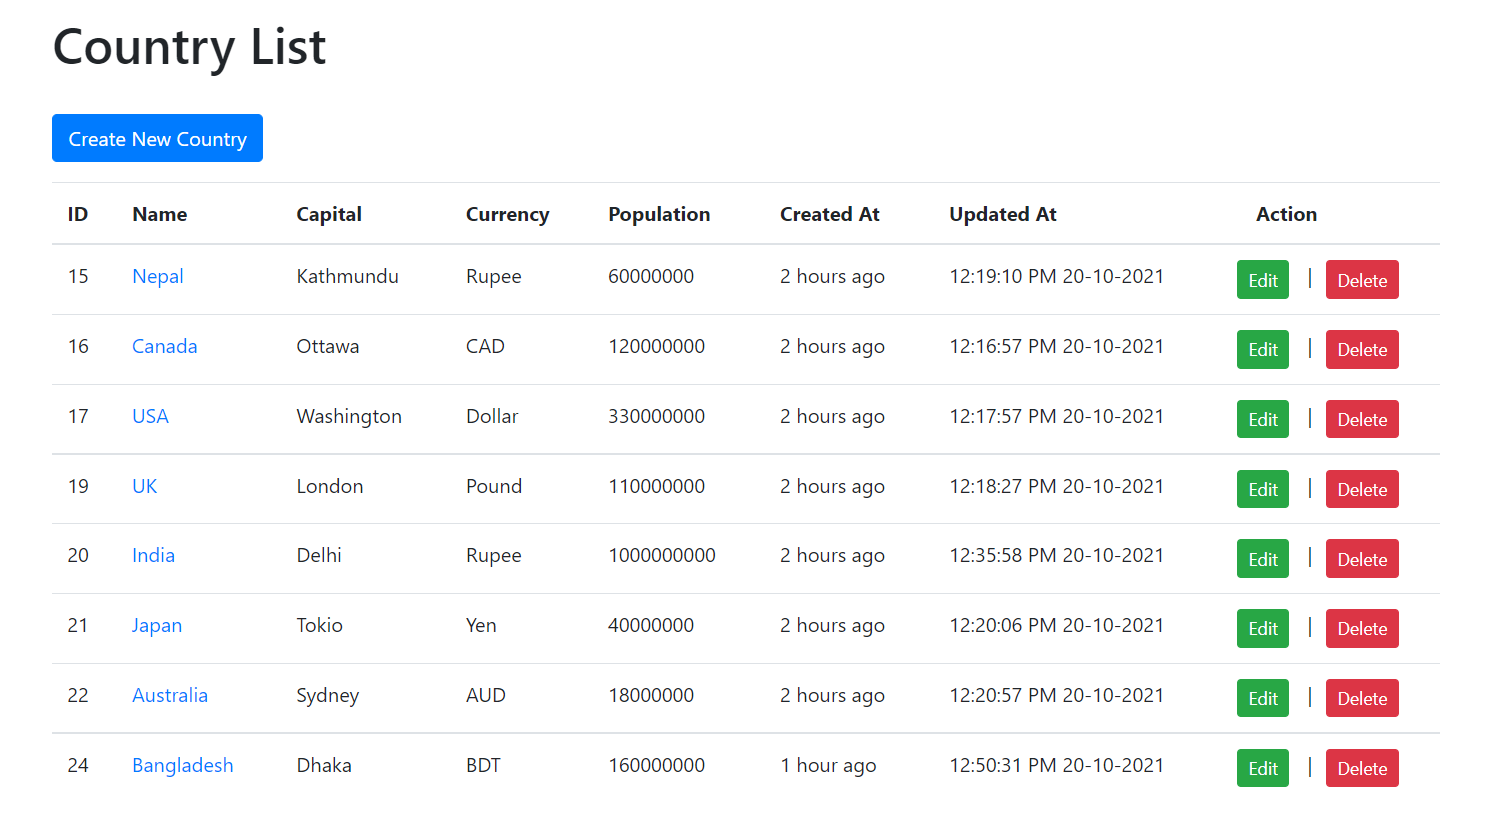 Country List
Create New Country
ID Name Capital Currency Population Created At Updated At Action
15 Nepal Kathmundu Rupee 60000000 2 hours ago 12:19:10 PM 20-10-2021 Edit | Delete
16 Canada Ottawa CAD 120000000 2 hours ago 12:16:57 PM 20-10-2021 Edit | Delete
17 USA Washington Dollar 330000000 2 hours ago 12:17:57 PM 20-10-2021 Edit | Delete
19 UK London Pound 110000000 2 hours ago 12:18:27 PM 20-10-2021 Edit | Delete
20 India Delhi Rupee 1000000000 2 hours ago 12:35:58 PM 20-10-2021 Edit | Delete
21 Japan Tokio Yen 40000000 2 hours ago 12:20:06 PM 20-10-2021 Edit | Delete
22 Australia Sydney AUD 18000000 2 hours ago 12:20:57 PM 20-10-2021 Edit | Delete
24 Bangladesh Dhaka BDT 160000000 1 hour ago 12:50:31 PM 20-10-2021 Edit | Delete